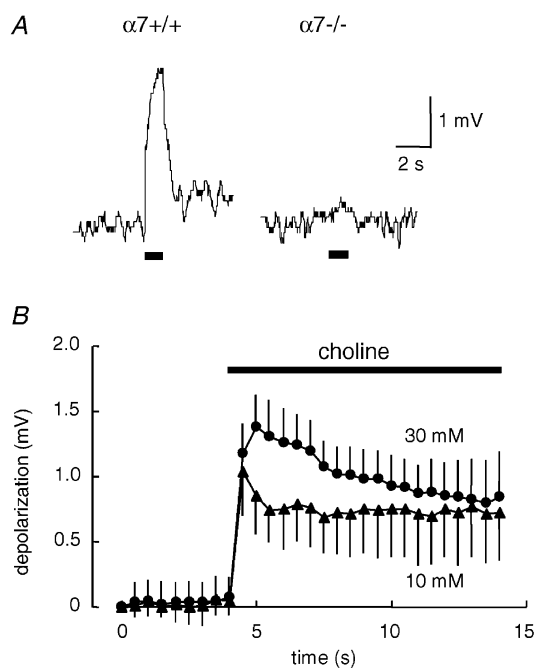 A
α7+/+
α7-/-
1 mV
2 s
B
2.0
1.5
1.0
0.5
0
depolarization (mV)
choline
30 mM
10 mM
0
5
10
15
time (s)